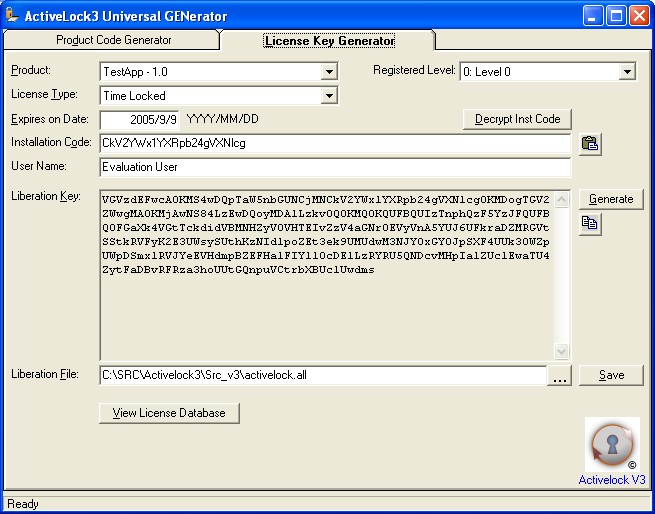 ActiveLock3 Universal GENerator
Product Code Generator
License Key Generator
Product: TestApp - 1.0 Registered Level: 0: Level 0
License Type: Time Locked
Expires on Date: 2005/9/9 YYYY/MM/DD Decrypt Inst Code
Installation Code: CkV2YWx1YXRpb24gVXNlcg
User Name: Evaluation User
Liberation Key: Generate
Liberation File: C:\SRC\Activelock3\Src_v3\activelock.all ... Save
View License Database
©
Activelock V3
Ready